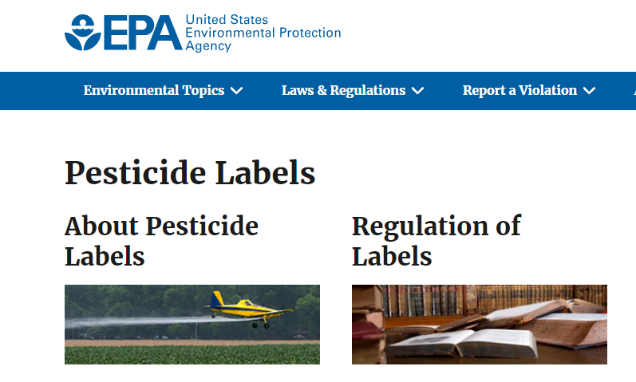 EPA
United States
Environmental Protection
Agency
Environmental Topics
Laws & Regulations
Report a Violation
Pesticide Labels
About Pesticide
Labels
Regulation of
Labels